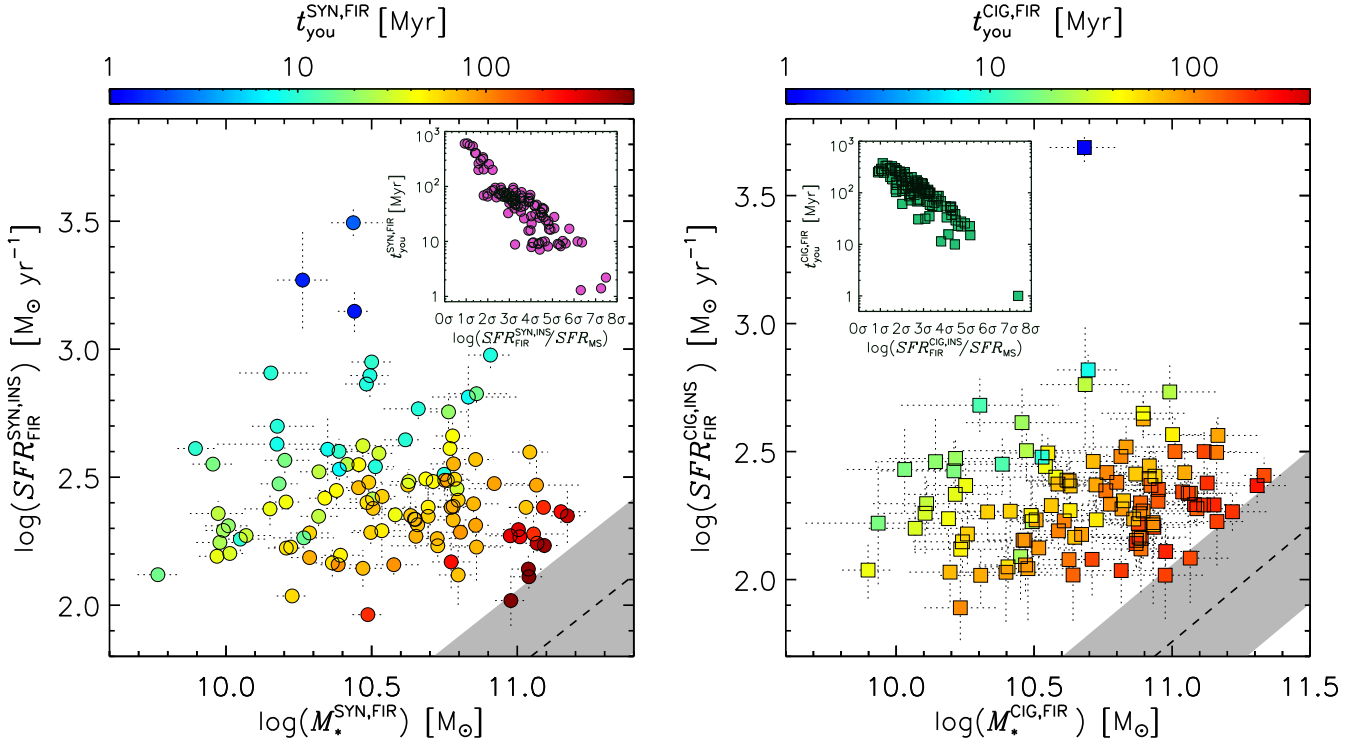 t_you^SYN,FIR [Myr]
1 10 100
log(SFR_FIR^SYN,INS) [M_⊙ yr^-1]
3.5
3.0
2.5
2.0
10.0 10.5 11.0
log(M_*^SYN,FIR) [M_⊙]
t_you^SYN,FIR [Myr]
10^3
10^2
10
1
0σ 1σ 2σ 3σ 4σ 5σ 6σ 7σ 8σ
log(SFR_FIR^SYN,INS/SFR_MS)
t_you^CIG,FIR [Myr]
1 10 100
log(SFR_FIR^CIG,INS) [M_⊙ yr^-1]
3.5
3.0
2.5
2.0
10.0 10.5 11.0 11.5
log(M_*^CIG,FIR) [M_⊙]
t_you^CIG,FIR [Myr]
10^3
10^2
10
1
0σ 1σ 2σ 3σ 4σ 5σ 6σ 7σ 8σ
log(SFR_FIR^CIG,INS/SFR_MS)